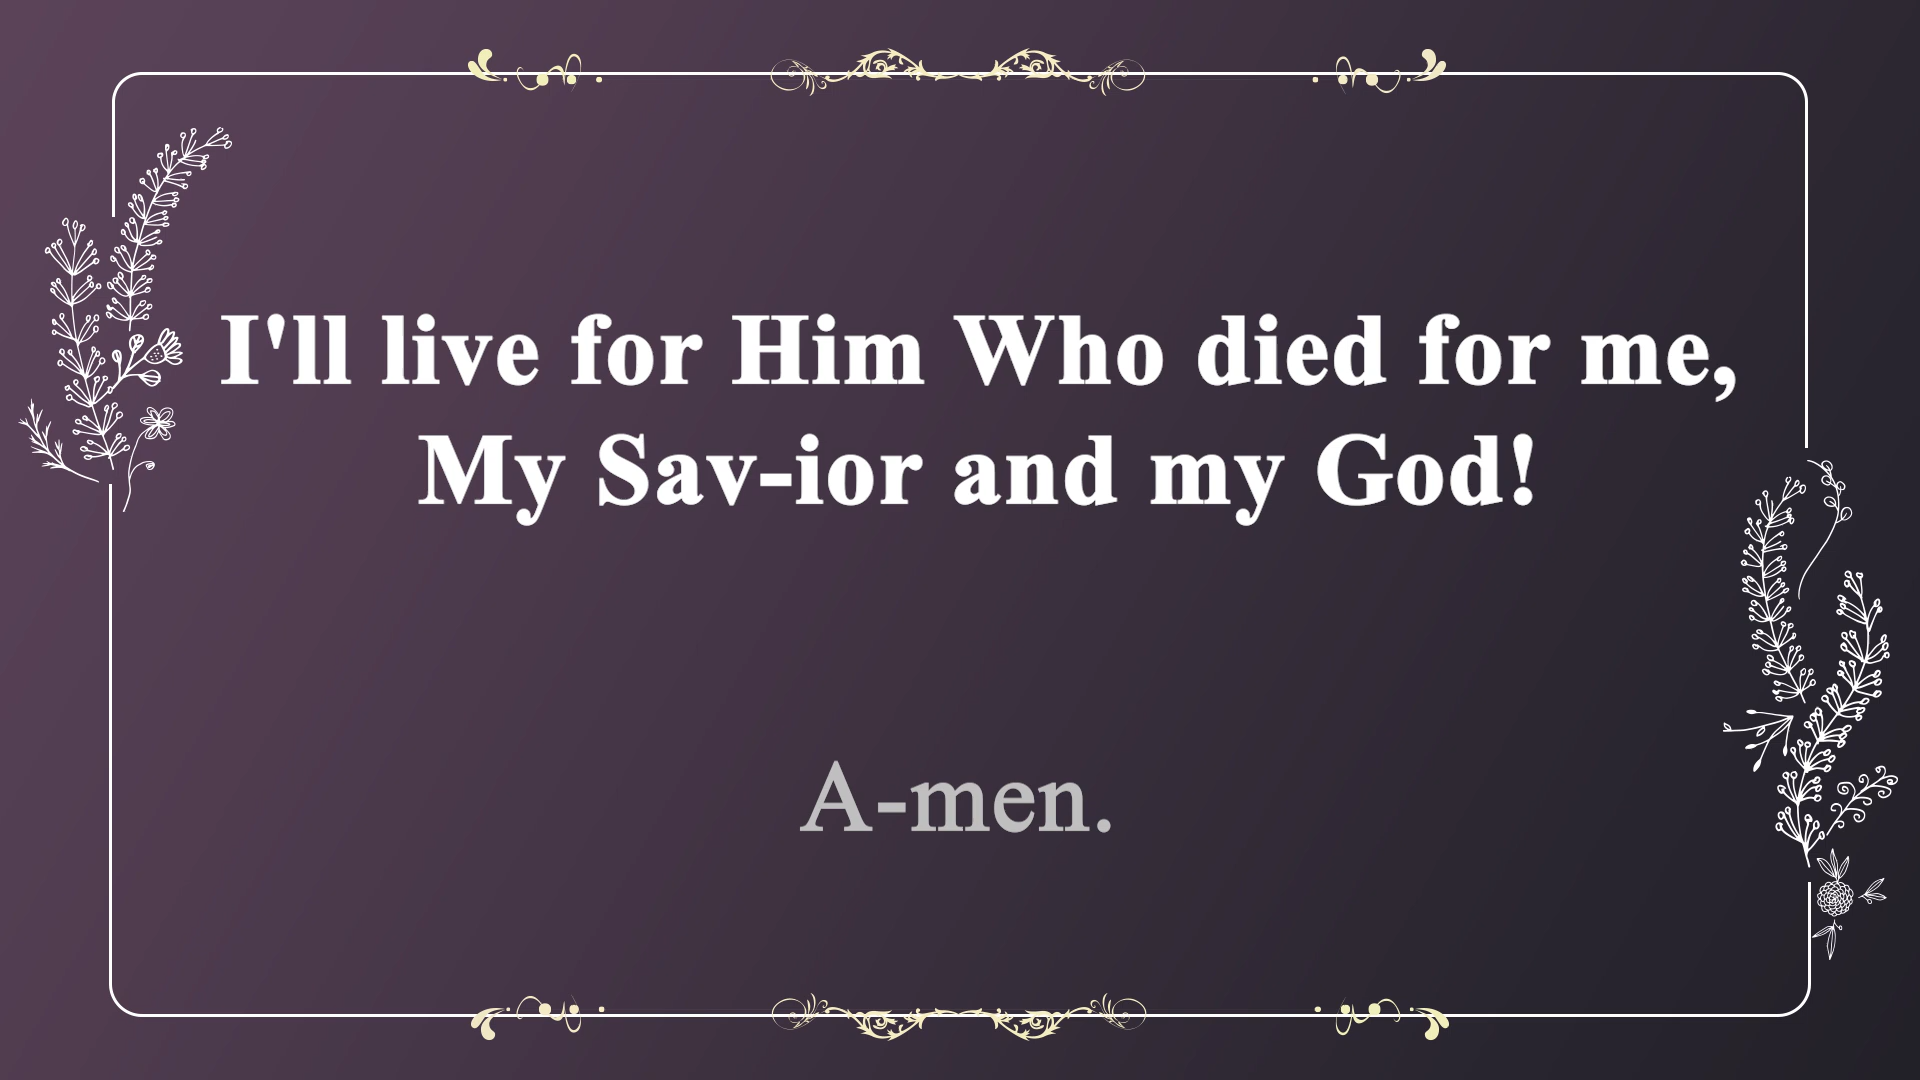 I'll live for Him Who died for me,
My Sav-ior and my God!
A-men.